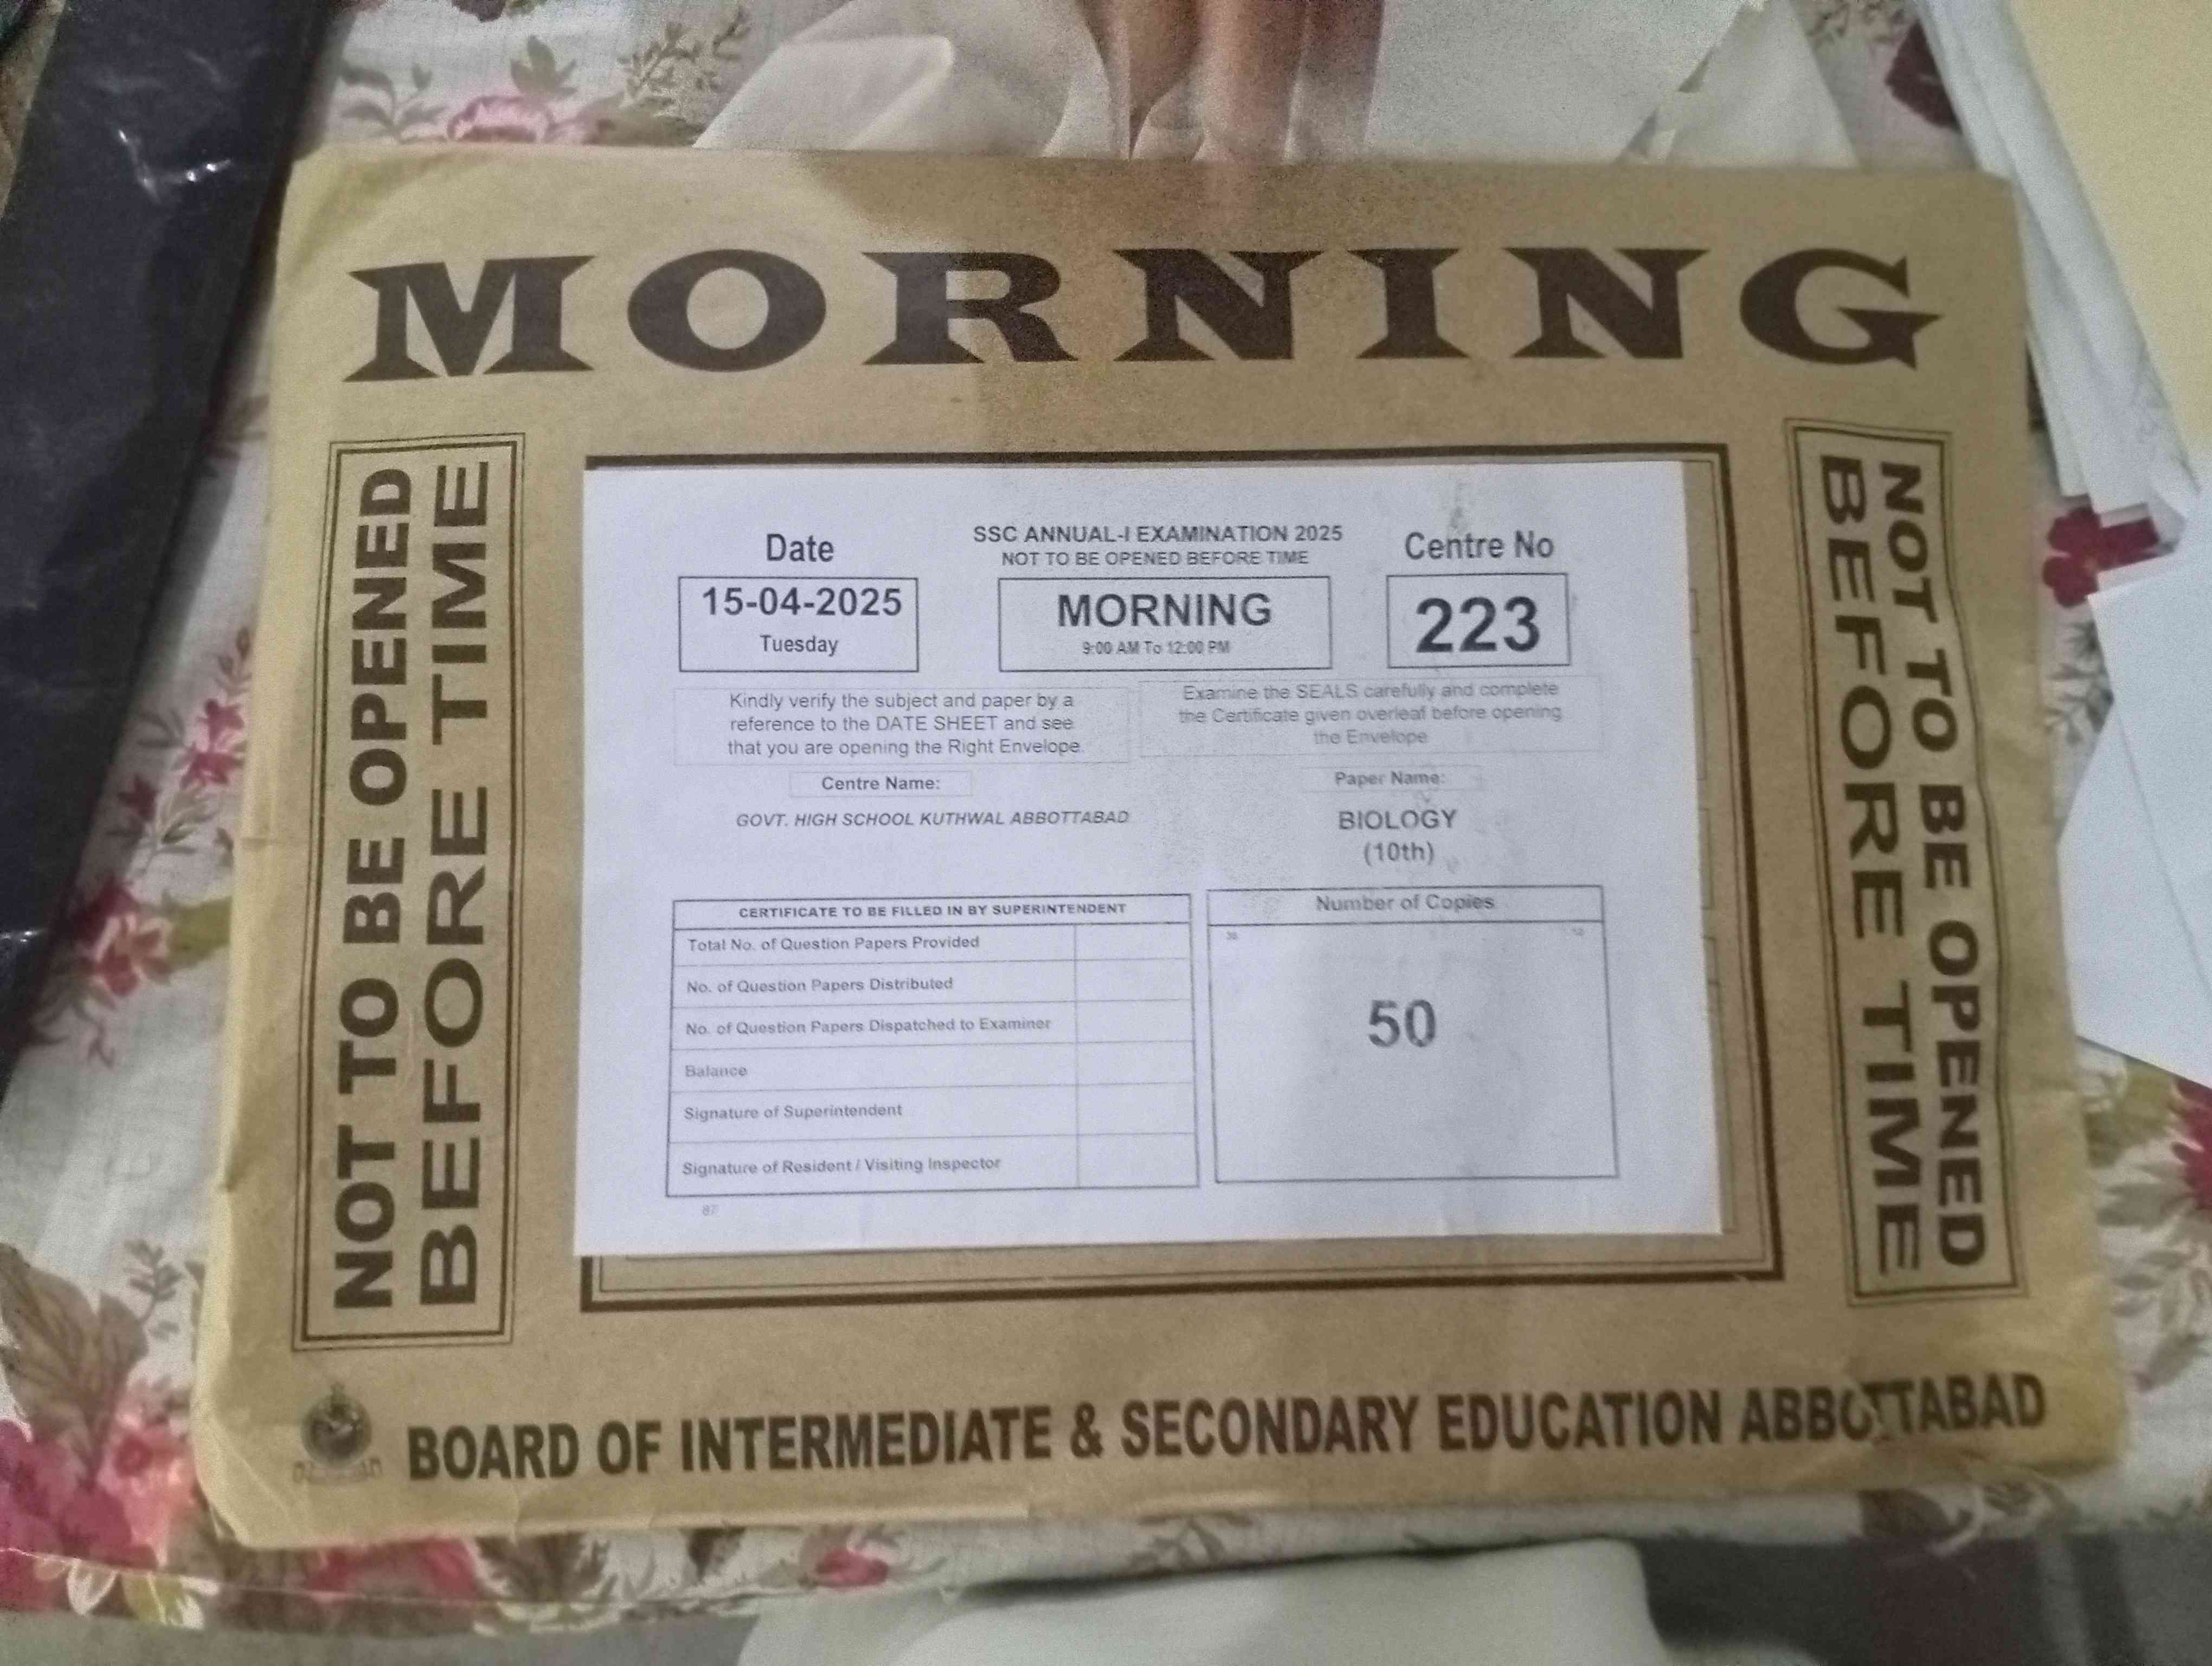 MORNING
NOT TO BE OPENED
BEFORE TIME
NOT TO BE OPENED
BEFORE TIME
Date
15-04-2025
Tuesday
SSC ANNUAL-I EXAMINATION 2025
NOT TO BE OPENED BEFORE TIME
MORNING
9:00 AM To 12:00 PM
Centre No
223
Kindly verify the subject and paper by a
reference to the DATE SHEET and see
that you are opening the Right Envelope.
Examine the SEALS carefully and complete
the Certificate given overleaf before opening
the Envelope
Centre Name:
GOVT. HIGH SCHOOL KUTHWAL ABBOTTABAD
Paper Name:
BIOLOGY
(10th)
CERTIFICATE TO BE FILLED IN BY SUPERINTENDENT
Total No. of Question Papers Provided
No. of Question Papers Distributed
No. of Question Papers Dispatched to Examiner
Balance
Signature of Superintendent
Signature of Resident / Visiting Inspector
Number of Copies
50
87
BOARD OF INTERMEDIATE & SECONDARY EDUCATION ABBOTTABAD